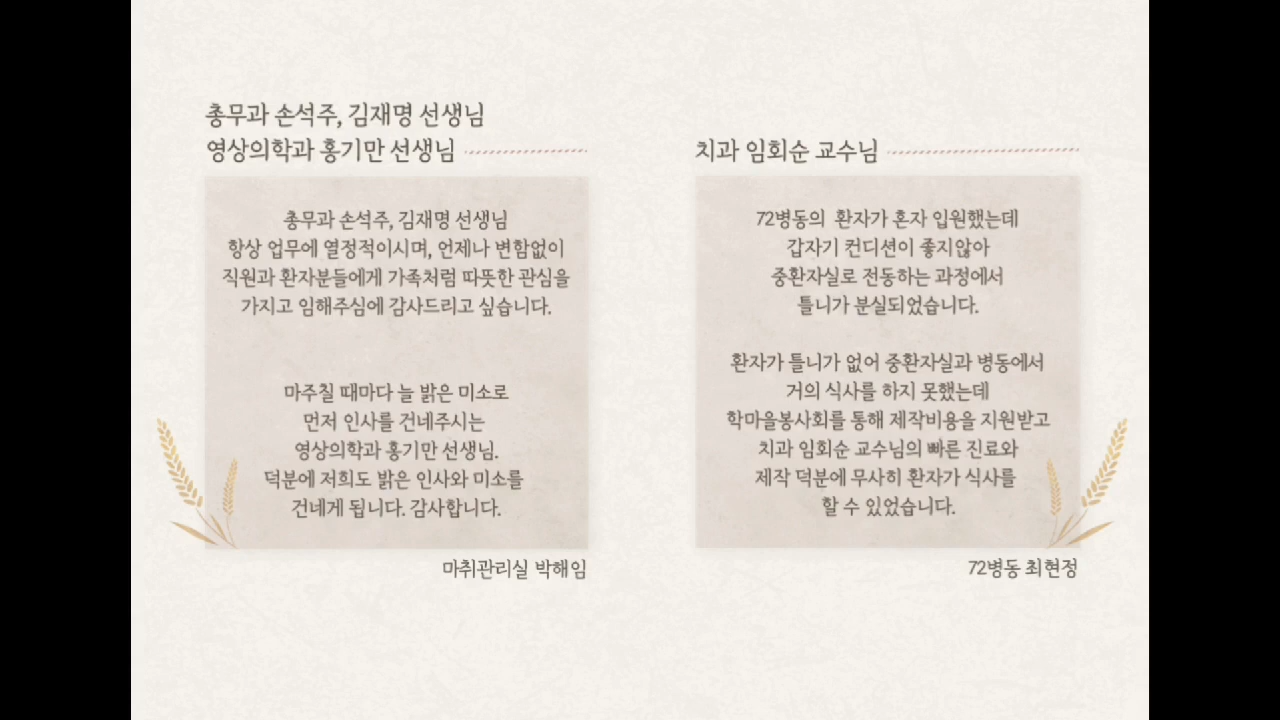 총무과 손석주, 김재명 선생님
영상의학과 홍기만 선생님
총무과 손석주, 김재명 선생님
항상 업무에 열정적이시며, 언제나 변함없이
직원과 환자분들에게 가족처럼 따뜻한 관심을
가지고 임해주심에 감사드리고 싶습니다.
마주칠 때마다 늘 밝은 미소로
먼저 인사를 건네주시는
영상의학과 홍기만 선생님.
덕분에 저희도 밝은 인사와 미소를
건네게 됩니다. 감사합니다.
마취관리실 박해임
치과 임회순 교수님
72병동의 환자가 혼자 입원했는데
갑자기 컨디션이 좋지않아
중환자실로 전동하는 과정에서
틀니가 분실되었습니다.
환자가 틀니가 없어 중환자실과 병동에서
거의 식사를 하지 못했는데
학마을봉사회를 통해 제작비용을 지원받고
치과 임회순 교수님의 빠른 진료와
제작 덕분에 무사히 환자가 식사를
할 수 있었습니다.
72병동 최현정